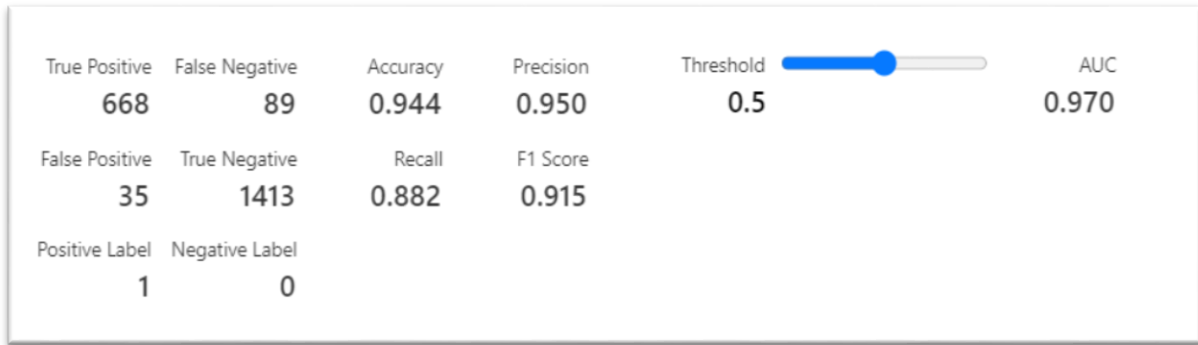 True Positive False Negative Accuracy Precision Threshold AUC
668 89 0.944 0.950 0.5 0.970
False Positive True Negative Recall F1 Score
35 1413 0.882 0.915
Positive Label Negative Label
1 0